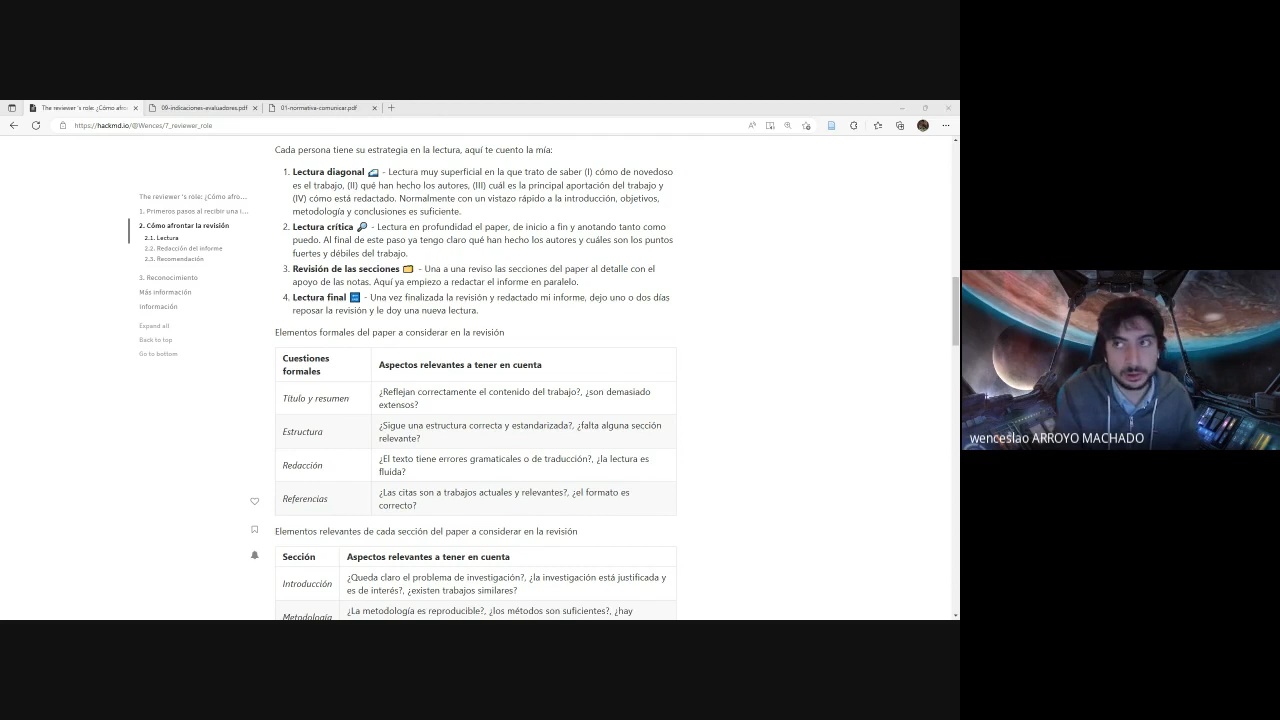 The reviewer 's role: ¿Cómo afro
09-indicaciones-evaluadores.pdf
01-normativa-comunicar.pdf
https://hackmd.io/@Wences/7_reviewer_role
The reviewer 's role: ¿Cómo afro...
1. Primeros pasos al recibir una i...
2. Cómo afrontar la revisión
2.1. Lectura
2.2. Redacción del informe
2.3. Recomendación
3. Reconocimiento
Más información
Información
Expand all
Back to top
Go to bottom
Cada persona tiene su estrategia en la lectura, aquí te cuento la mía:
1. Lectura diagonal - Lectura muy superficial en la que trato de saber (I) cómo de novedoso
es el trabajo, (II) qué han hecho los autores, (III) cuál es la principal aportación del trabajo y
(IV) cómo está redactado. Normalmente con un vistazo rápido a la introducción, objetivos,
metodología y conclusiones es suficiente.
2. Lectura crítica - Lectura en profundidad el paper, de inicio a fin y anotando tanto como
puedo. Al final de este paso ya tengo claro qué han hecho los autores y cuáles son los puntos
fuertes y débiles del trabajo.
3. Revisión de las secciones - Una a una reviso las secciones del paper al detalle con el
apoyo de las notas. Aquí ya empiezo a redactar el informe en paralelo.
4. Lectura final - Una vez finalizada la revisión y redactado mi informe, dejo uno o dos días
reposar la revisión y le doy una nueva lectura.
Elementos formales del paper a considerar en la revisión
Cuestiones
formales
Aspectos relevantes a tener en cuenta
Título y resumen
¿Reflejan correctamente el contenido del trabajo?, ¿son demasiado
extensos?
Estructura
¿Sigue una estructura correcta y estandarizada?, ¿falta alguna sección
relevante?
Redacción
¿El texto tiene errores gramaticales o de traducción?, ¿la lectura es
fluida?
Referencias
¿Las citas son a trabajos actuales y relevantes?, ¿el formato es
correcto?
Elementos relevantes de cada sección del paper a considerar en la revisión
Sección
Aspectos relevantes a tener en cuenta
Introducción
¿Queda claro el problema de investigación?, ¿la investigación está justificada y
es de interés?, ¿existen trabajos similares?
Metodología
¿La metodología es reproducible?, ¿los métodos son suficientes?, ¿hay
wenceslao ARROYO MACHADO